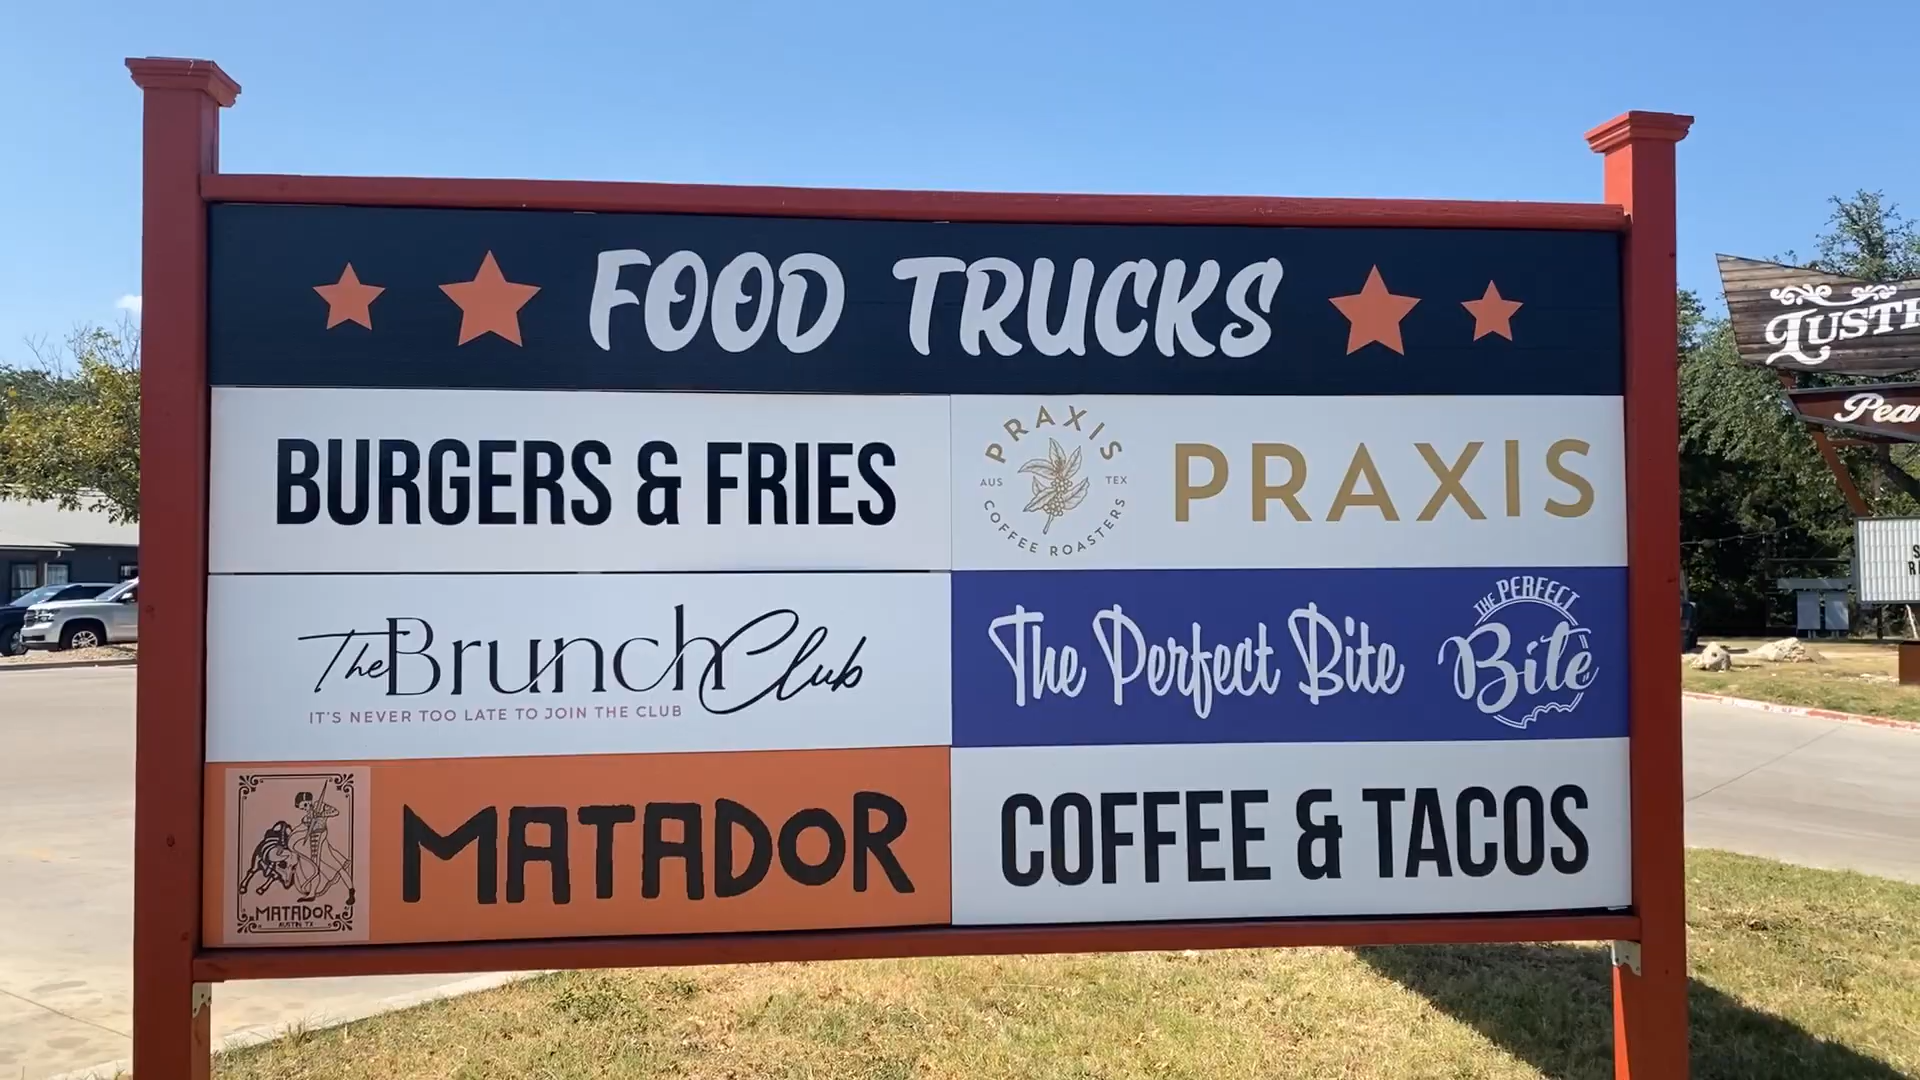 FOOD TRUCKS
BURGERS & FRIES
PRAXIS
AUS TEX
COFFEE ROASTERS
PRAXIS
The Brunch Club
IT'S NEVER TOO LATE TO JOIN THE CLUB
The Perfect Bite
THE PERFECT
Bite
MATADOR
AUSTIN TX
MATADOR
COFFEE & TACOS